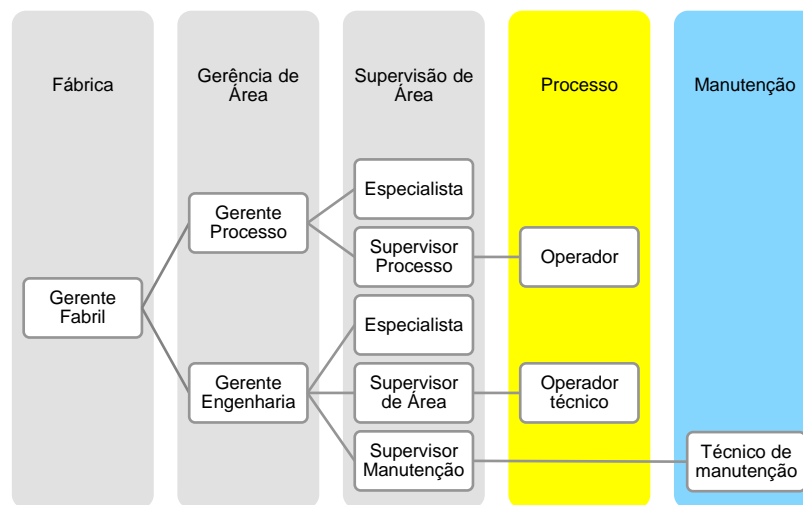 Fábrica
Gerência de
Área
Supervisão de
Área
Processo
Manutenção
Gerente
Fabril
Gerente
Processo
Especialista
Supervisor
Processo
Operador
Gerente
Engenharia
Especialista
Supervisor
de Área
Operador
técnico
Supervisor
Manutenção
Técnico de
manutenção